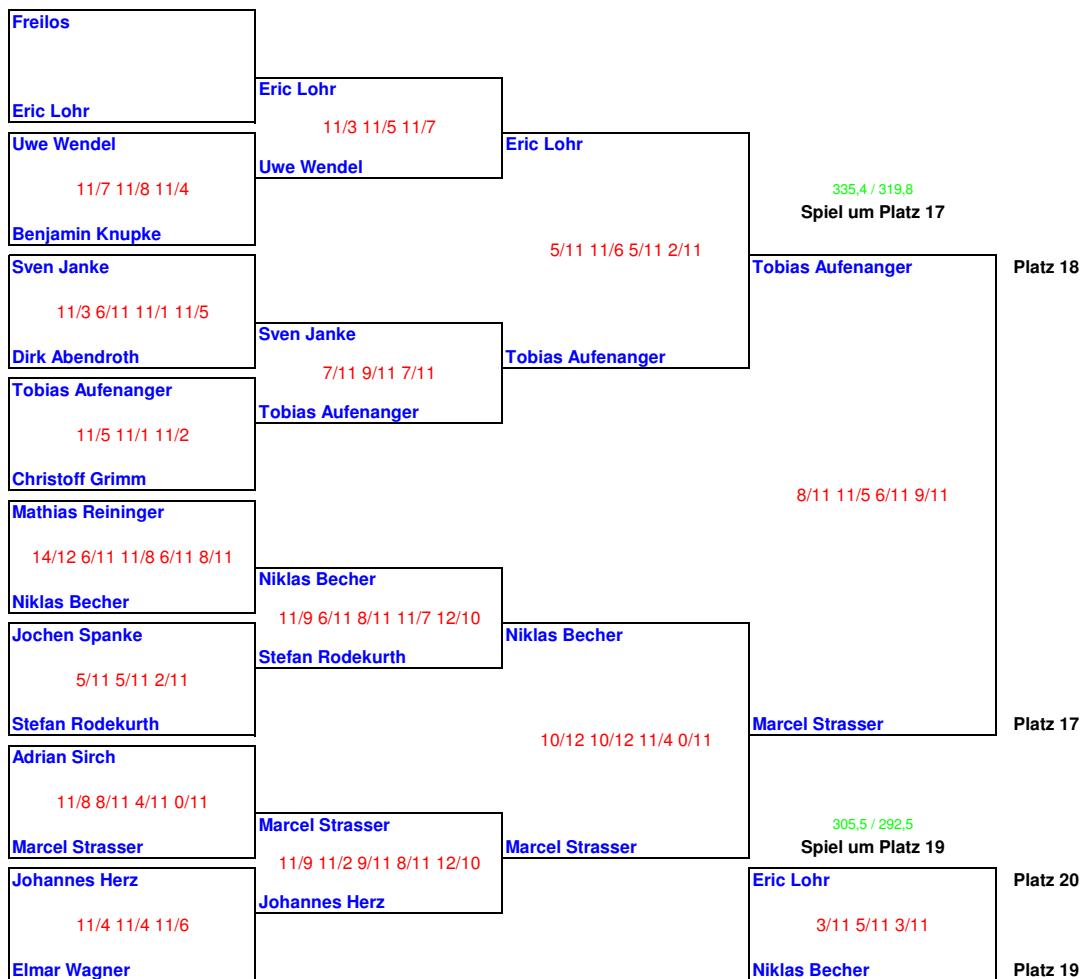 Freilos
Eric Lohr
Eric Lohr
11/3 11/5 11/7
Uwe Wendel
Eric Lohr
Uwe Wendel
11/7 11/8 11/4
335,4 / 319,8
Spiel um Platz 17
Benjamin Knupke
5/11 11/6 5/11 2/11
Sven Janke
Tobias Aufenanger
Platz 18
11/3 6/11 11/1 11/5
Sven Janke
Dirk Abendroth
Tobias Aufenanger
7/11 9/11 7/11
Tobias Aufenanger
Tobias Aufenanger
11/5 11/1 11/2
Christoff Grimm
8/11 11/5 6/11 9/11
Mathias Reininger
14/12 6/11 11/8 6/11 8/11
Niklas Becher
Niklas Becher
11/9 6/11 8/11 11/7 12/10
Jochen Spanke
Niklas Becher
Stefan Rodekurth
5/11 5/11 2/11
Stefan Rodekurth
Marcel Strasser
Platz 17
10/12 10/12 11/4 0/11
Adrian Sirch
11/8 8/11 4/11 0/11
Marcel Strasser
305,5 / 292,5
Marcel Strasser
Marcel Strasser
Spiel um Platz 19
11/9 11/2 9/11 8/11 12/10
Johannes Herz
Eric Lohr
Platz 20
Johannes Herz
11/4 11/4 11/6
3/11 5/11 3/11
Elmar Wagner
Niklas Becher
Platz 19